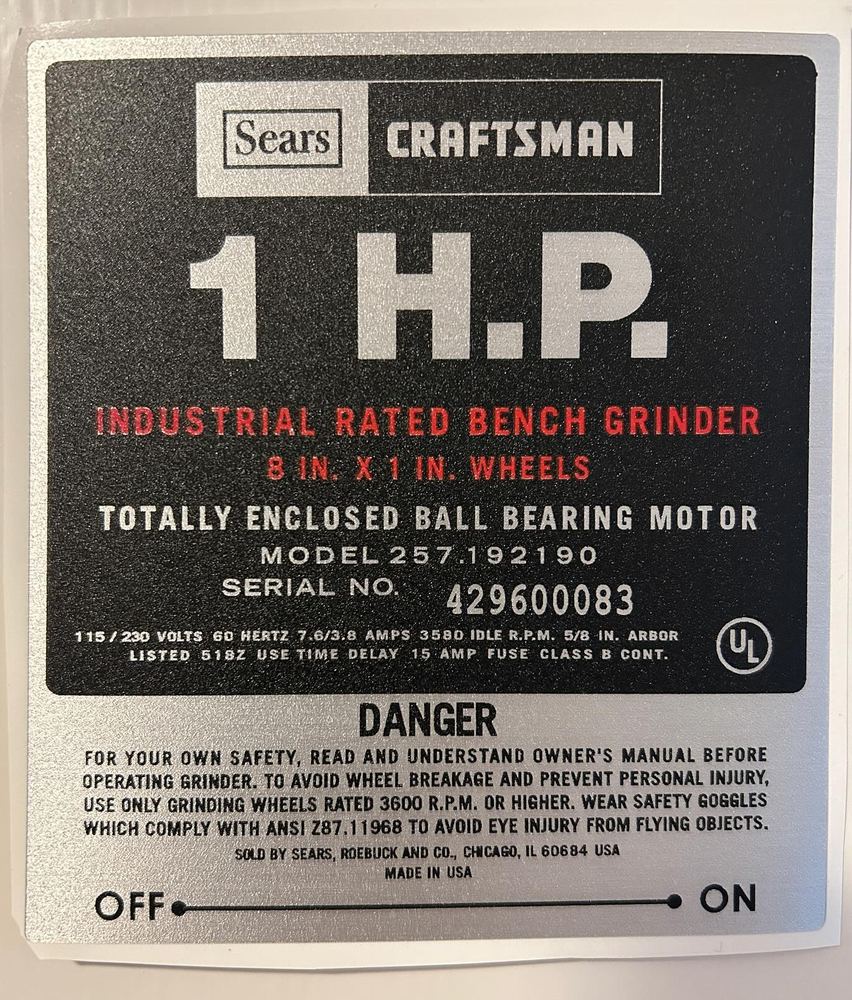 Sears CRAFTSMAN
1 H.P.
INDUSTRIAL RATED BENCH GRINDER
8 IN. X 1 IN. WHEELS
TOTALLY ENCLOSED BALL BEARING MOTOR
MODEL 257.192190
SERIAL NO. 429600083
115 / 230 VOLTS 60 HERTZ 7.6/3.8 AMPS 3580 IDLE R.P.M. 5/8 IN. ARBOR
LISTED 518Z USE TIME DELAY 15 AMP FUSE CLASS B CONT.
UL
DANGER
FOR YOUR OWN SAFETY, READ AND UNDERSTAND OWNER'S MANUAL BEFORE
OPERATING GRINDER. TO AVOID WHEEL BREAKAGE AND PREVENT PERSONAL INJURY,
USE ONLY GRINDING WHEELS RATED 3600 R.P.M. OR HIGHER. WEAR SAFETY GOGGLES
WHICH COMPLY WITH ANSI Z87.11968 TO AVOID EYE INJURY FROM FLYING OBJECTS.
SOLD BY SEARS, ROEBUCK AND CO., CHICAGO, IL 60684 USA
MADE IN USA
OFF ON